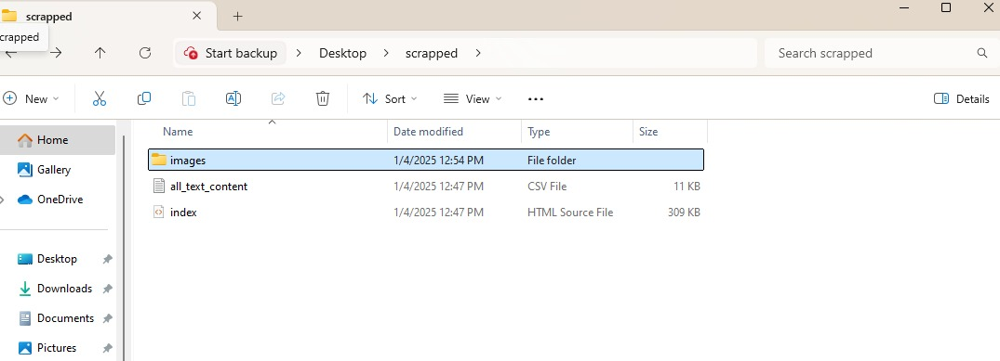 scrapped
crapped
Start backup > Desktop > scrapped >
Search scrapped
New
Sort
View
Details
Name Date modified Type Size
Home
Gallery
OneDrive
Desktop
Downloads
Documents
Pictures
images 1/4/2025 12:54 PM File folder
all_text_content 1/4/2025 12:47 PM CSV File 11 KB
index 1/4/2025 12:47 PM HTML Source File 309 KB